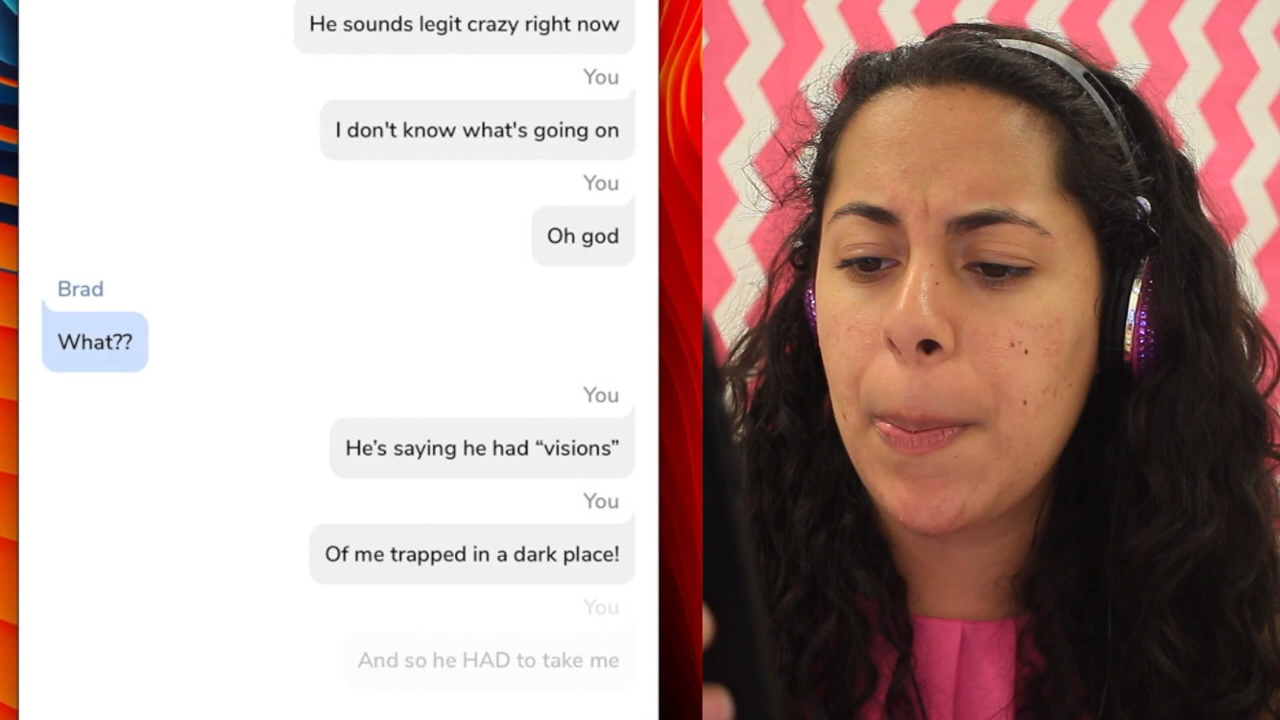 He sounds legit crazy right now
You
I don't know what's going on
You
Oh god
Brad
What??
You
He’s saying he had “visions”
You
Of me trapped in a dark place!
You
And so he HAD to take me